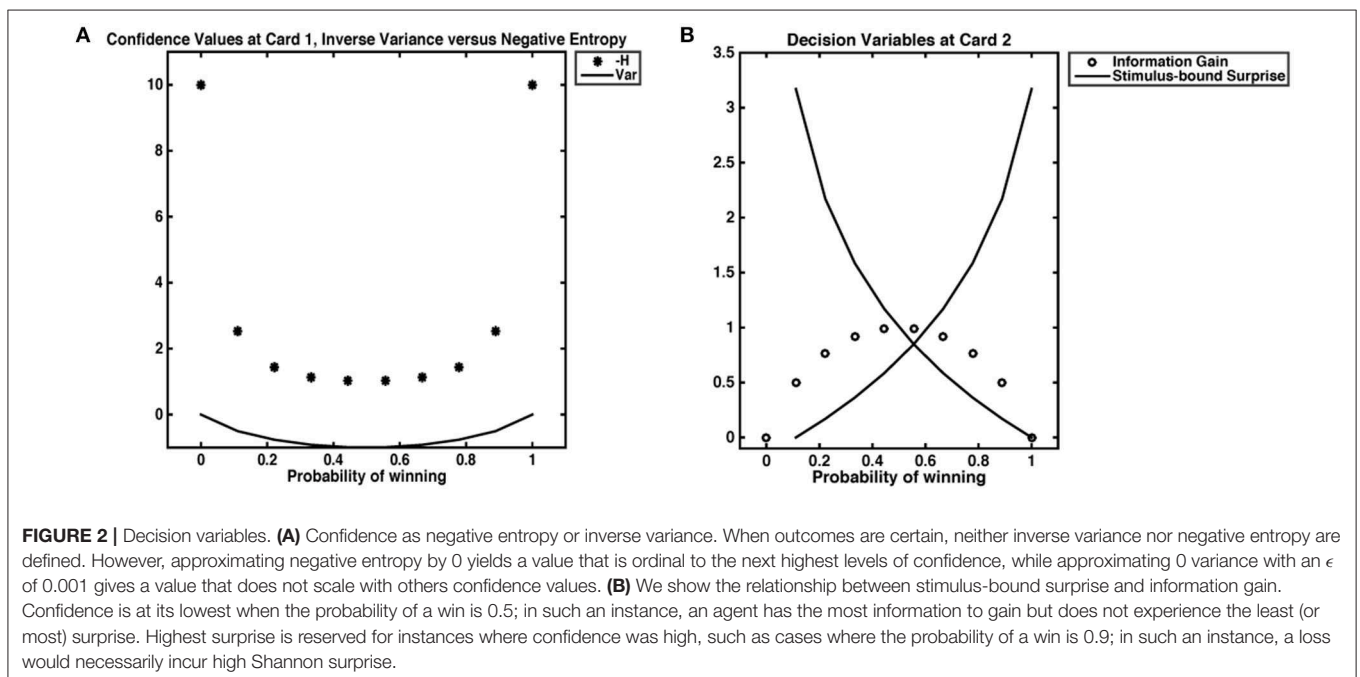 A Confidence Values at Card 1, Inverse Variance versus Negative Entropy
-H
Var
10
8
6
4
2
0
0 0.2 0.4 0.6 0.8 1
Probability of winning
B Decision Variables at Card 2
Information Gain
Stimulus-bound Surprise
3.5
3
2.5
2
1.5
1
0.5
0
0 0.2 0.4 0.6 0.8 1
Probability of winning
FIGURE 2 | Decision variables. (A) Confidence as negative entropy or inverse variance. When outcomes are certain, neither inverse variance nor negative entropy are
defined. However, approximating negative entropy by 0 yields a value that is ordinal to the next highest levels of confidence, while approximating 0 variance with an ϵ
of 0.001 gives a value that does not scale with others confidence values. (B) We show the relationship between stimulus-bound surprise and information gain.
Confidence is at its lowest when the probability of a win is 0.5; in such an instance, an agent has the most information to gain but does not experience the least (or
most) surprise. Highest surprise is reserved for instances where confidence was high, such as cases where the probability of a win is 0.9; in such an instance, a loss
would necessarily incur high Shannon surprise.